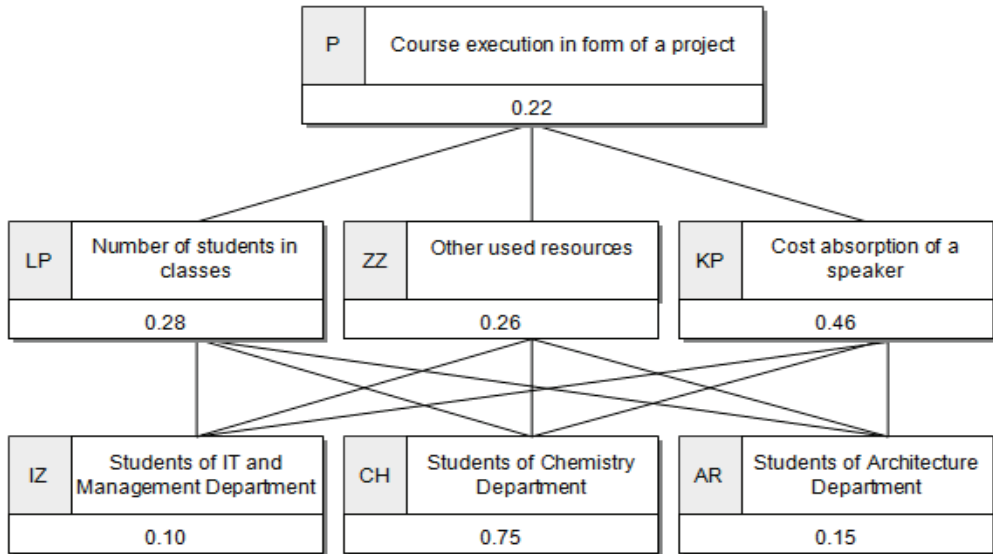 P
Course execution in form of a project
0.22
LP
Number of students in
classes
0.28
ZZ
Other used resources
0.26
KP
Cost absorption of a
speaker
0.46
IZ
Students of IT and
Management Department
0.10
CH
Students of Chemistry
Department
0.75
AR
Students of Architecture
Department
0.15